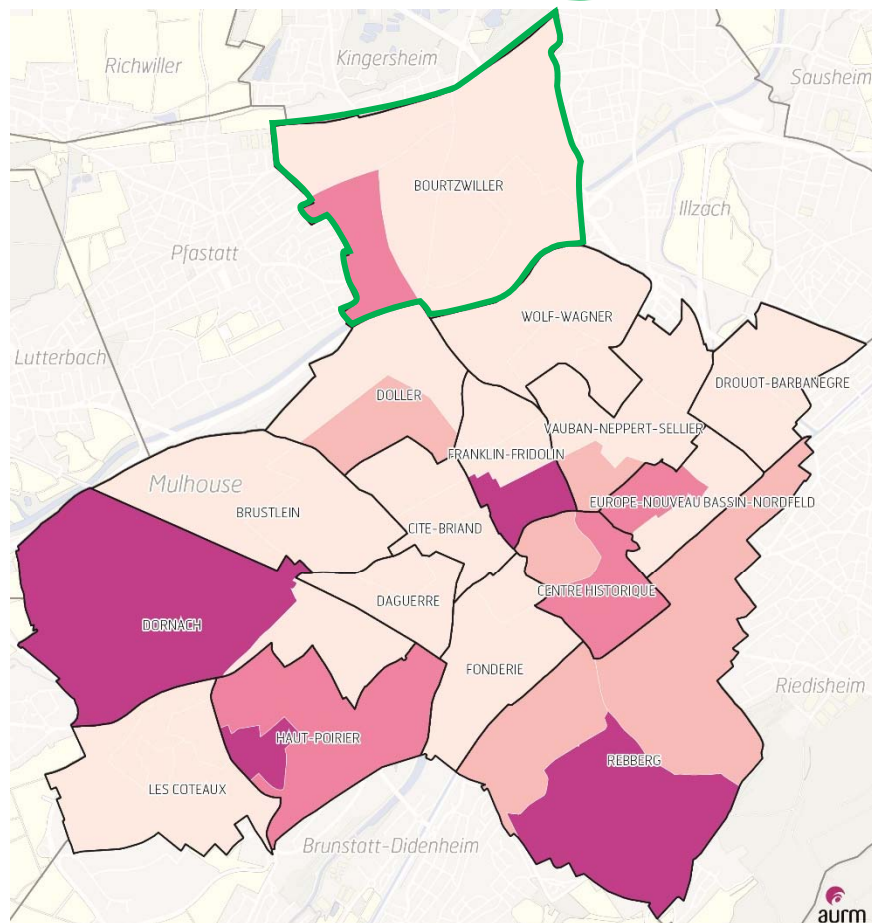 Richwiller
Kingersheim
Sausheim
BOURTZWILLER
Illzach
Pfastatt
WOLF-WAGNER
Lutterbach
DROUOT-BARBANEGRE
DOLLER
VAUBAN-NEPPERT-SELLIER
FRANKLIN-FRIDOLIN
Mulhouse
EUROPE-NOUVEAU BASSIN-NORDFELD
BRUSTLEIN
CITE-BRIAND
CENTRE HISTORIQUE
DAGUERRE
DORNACH
FONDERIE
Riedisheim
HAUT-POIRIER
REBBERG
LES COTEAUX
Brunstatt-Didenheim
aurm